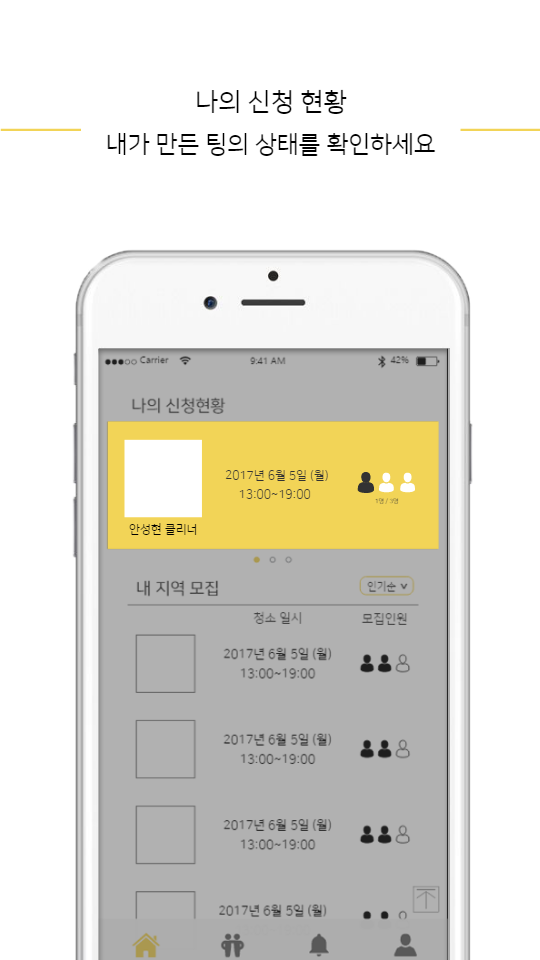 나의 신청 현황
내가 만든 팅의 상태를 확인하세요
Carrier 9:41 AM 42%
나의 신청현황
2017년 6월 5일 (월)
13:00~19:00
1명 / 3명
안성현 클리너
내 지역 모집 인기순
청소 일시 모집인원
2017년 6월 5일 (월)
13:00~19:00
2017년 6월 5일 (월)
13:00~19:00
2017년 6월 5일 (월)
13:00~19:00
2017년 6월 5일 (월)